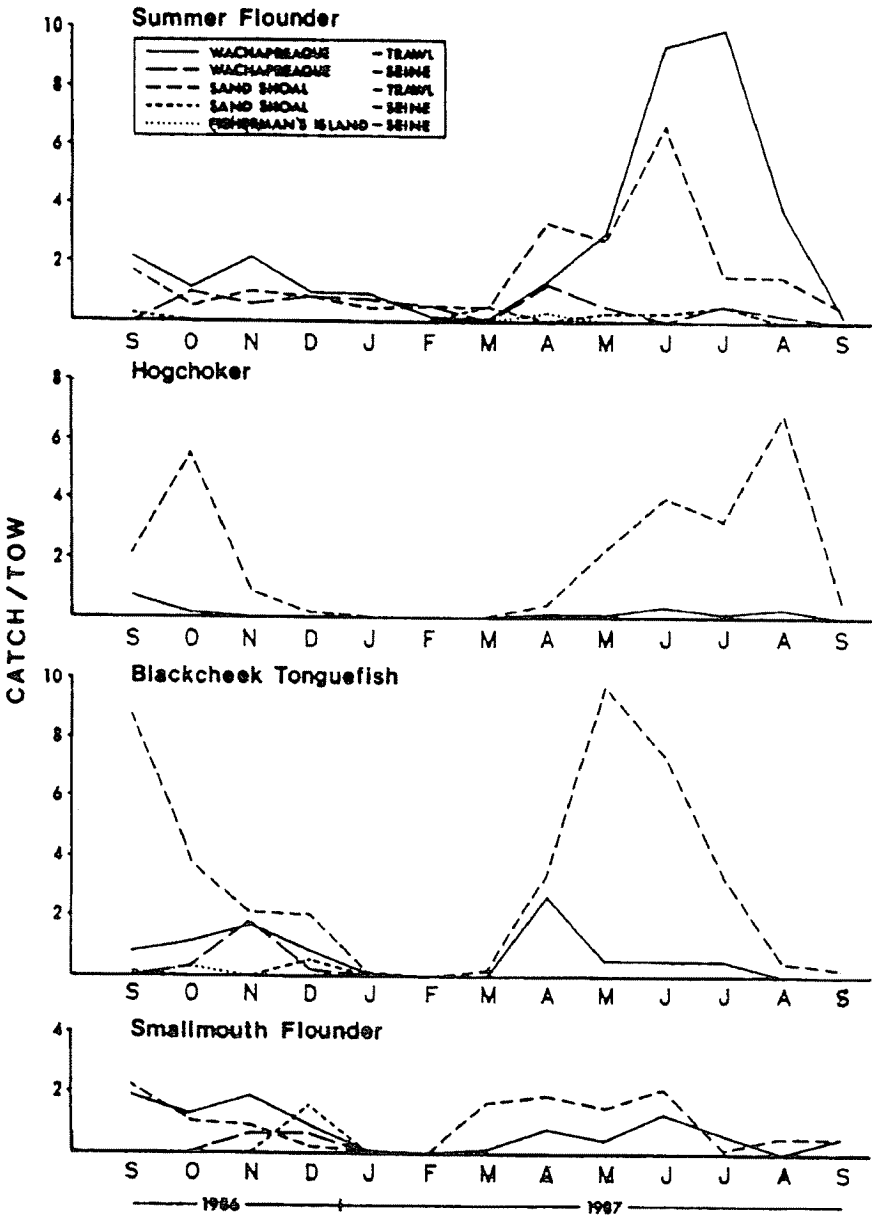 Summer Flounder
10
8
6
4
2
WACHAPREAGUE - TRAWL
WACHAPREAGUE - SEINE
SAND SHOAL - TRAWL
SAND SHOAL - SEINE
FISHERMAN'S ISLAND - SEINE
S O N D J F M A M J J A S
Hogchoker
8
6
4
2
S O N D J F M A M J J A S
CATCH/TOW
Blackcheek Tonguefish
10
8
6
4
2
S O N D J F M A M J J A S
Smallmouth Flounder
4
2
S O N D J F M A M J J A S
1986 1987